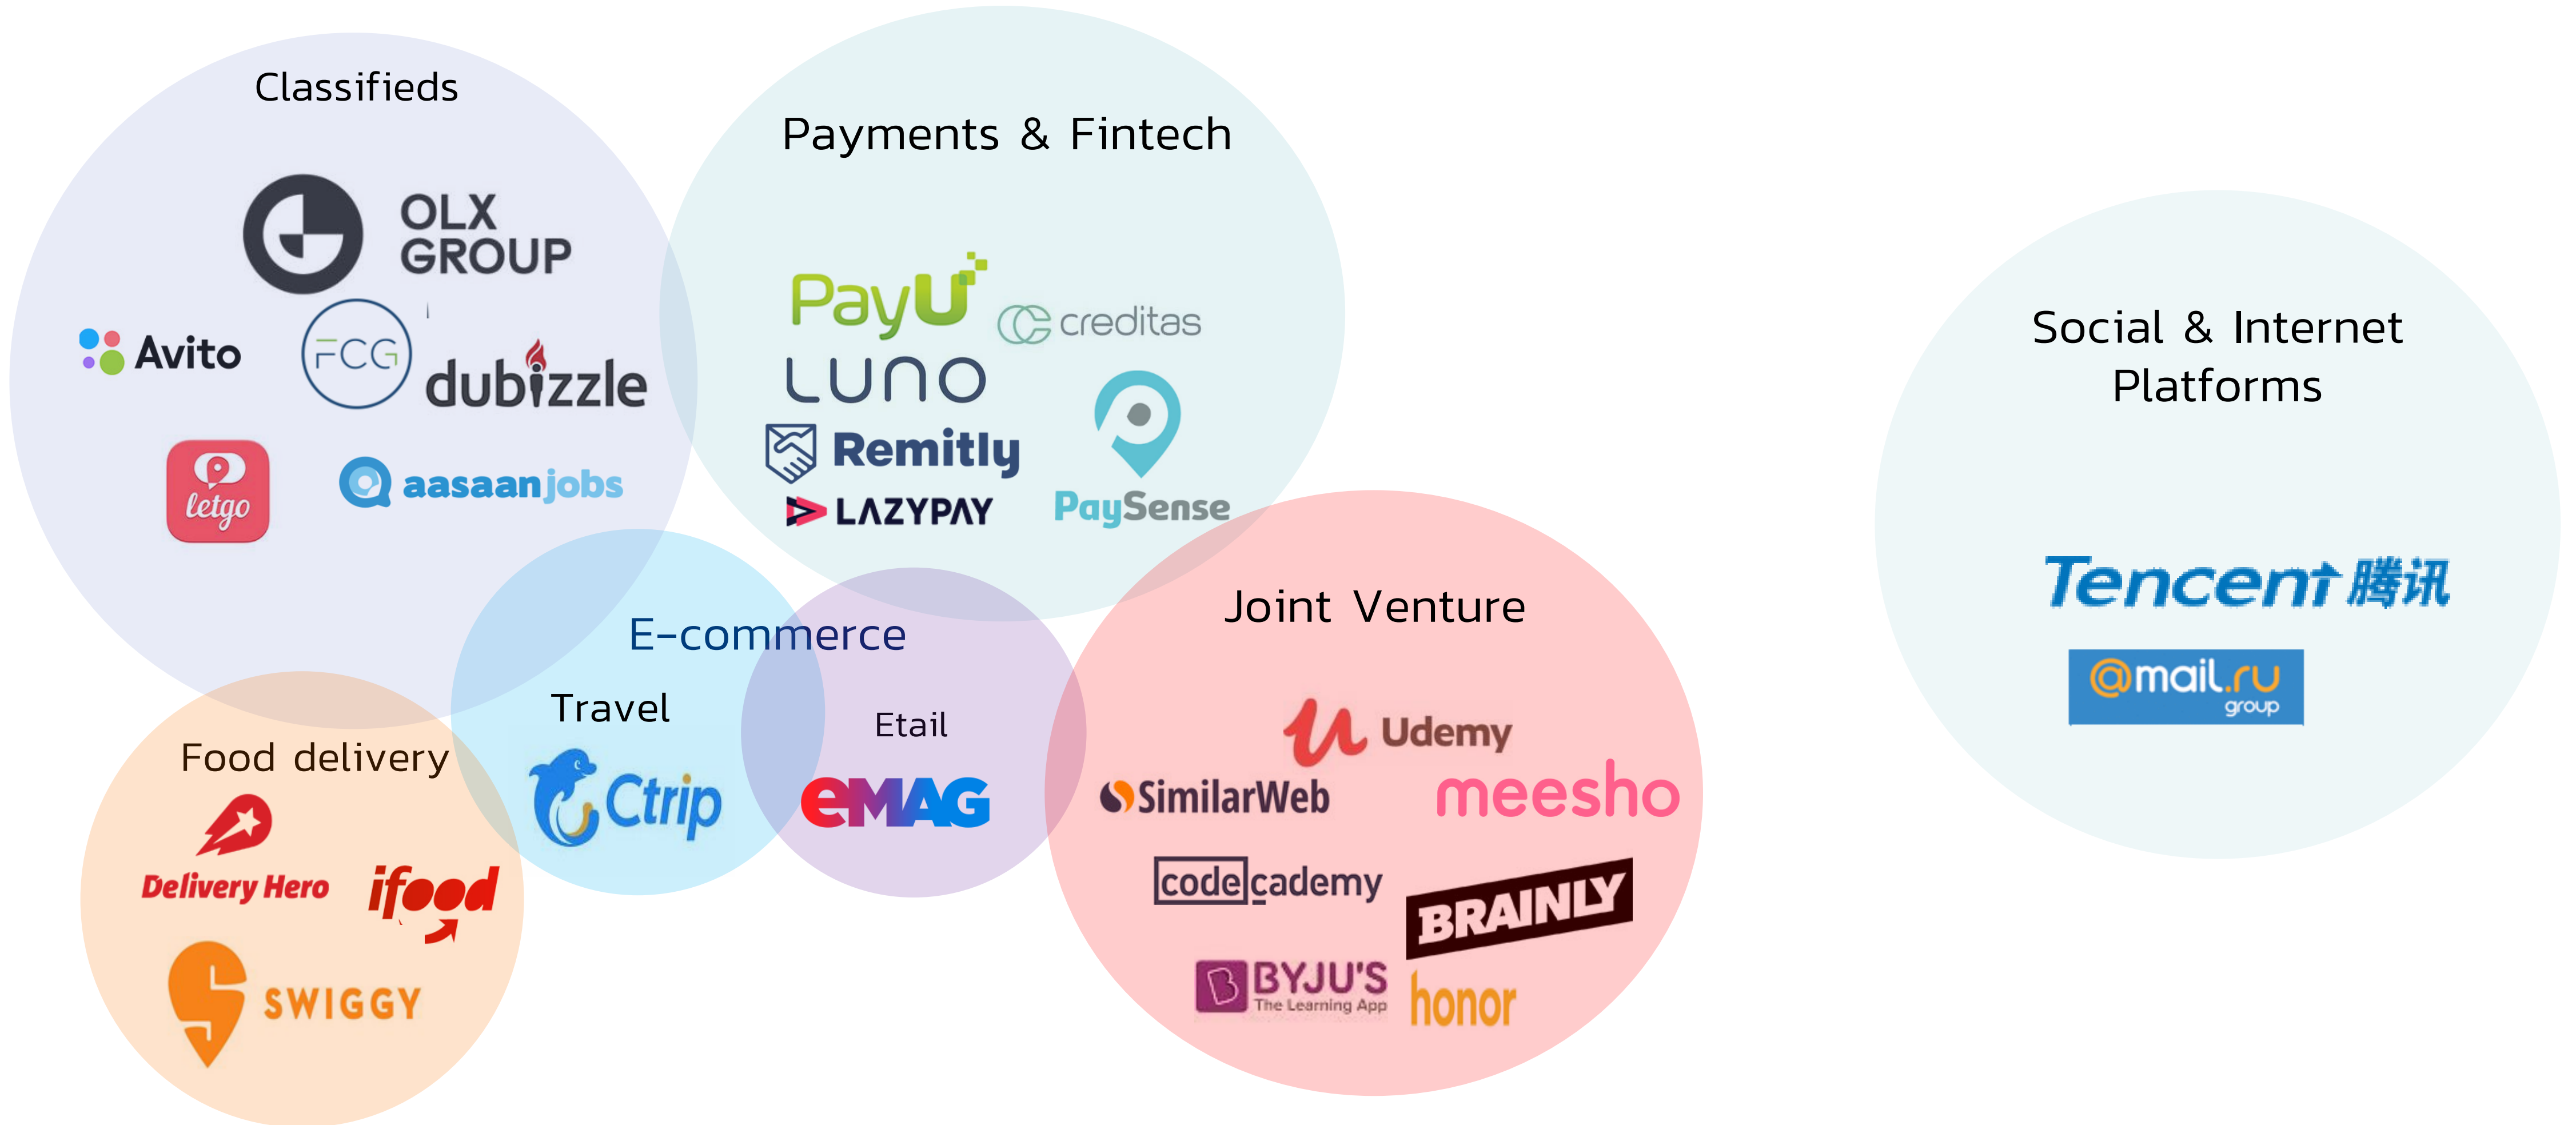 Classifieds
OLX
GROUP
Avito
FCG
dubizzle
letgo
aasaanjobs
Payments & Fintech
PayU
creditas
LUNO
Remitly
LAZYPAY
PaySense
E-commerce
Travel
Ctrip
Etail
eMAG
Food delivery
Delivery Hero
ifood
SWIGGY
Joint Venture
Udemy
SimilarWeb
meesho
codecademy
BRAINLY
BYJU'S
The Learning App
honor
Social & Internet
Platforms
Tencent 腾讯
@mail.ru
group